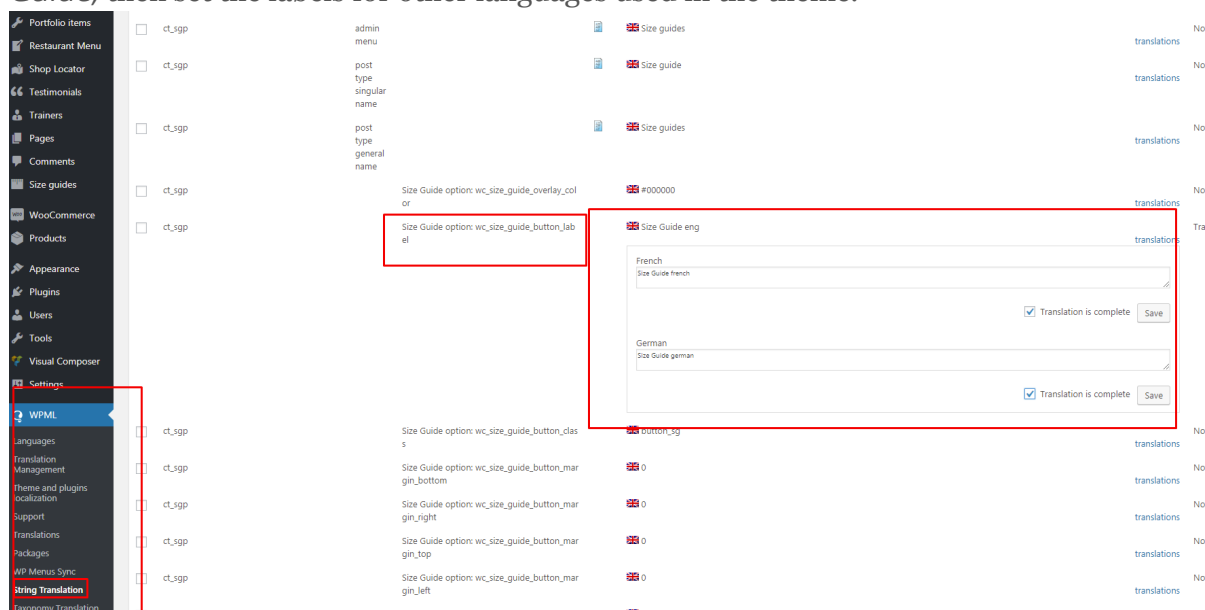 Guide, then set the labels for other languages used in the theme.
Portfolio items
Restaurant Menu
Shop Locator
Testimonials
Trainers
Pages
Comments
Size guides
WooCommerce
Products
Appearance
Plugins
Users
Tools
Visual Composer
Settings
WPML
Languages
Translation
Management
Theme and plugins
localization
Support
Translations
Packages
WP Menus Sync
String Translation
Taxonomy Translation
ct_sgp
admin
menu
Size guides
translations
No
ct_sgp
post
type
singular
name
Size guide
translations
No
ct_sgp
post
type
general
name
Size guides
translations
No
ct_sgp
Size Guide option: wc_size_guide_overlay_col
or
#000000
translations
No
ct_sgp
Size Guide option: wc_size_guide_button_lab
el
Size Guide eng
translations
Tra
French
Size Guide french
Translation is complete
Save
German
Size Guide german
Translation is complete
Save
ct_sgp
Size Guide option: wc_size_guide_button_clas
s
button_sg
translations
No
ct_sgp
Size Guide option: wc_size_guide_button_mar
gin_bottom
0
translations
No
ct_sgp
Size Guide option: wc_size_guide_button_mar
gin_right
0
translations
No
ct_sgp
Size Guide option: wc_size_guide_button_mar
gin_top
0
translations
No
ct_sgp
Size Guide option: wc_size_guide_button_mar
gin_left
0
translations
No